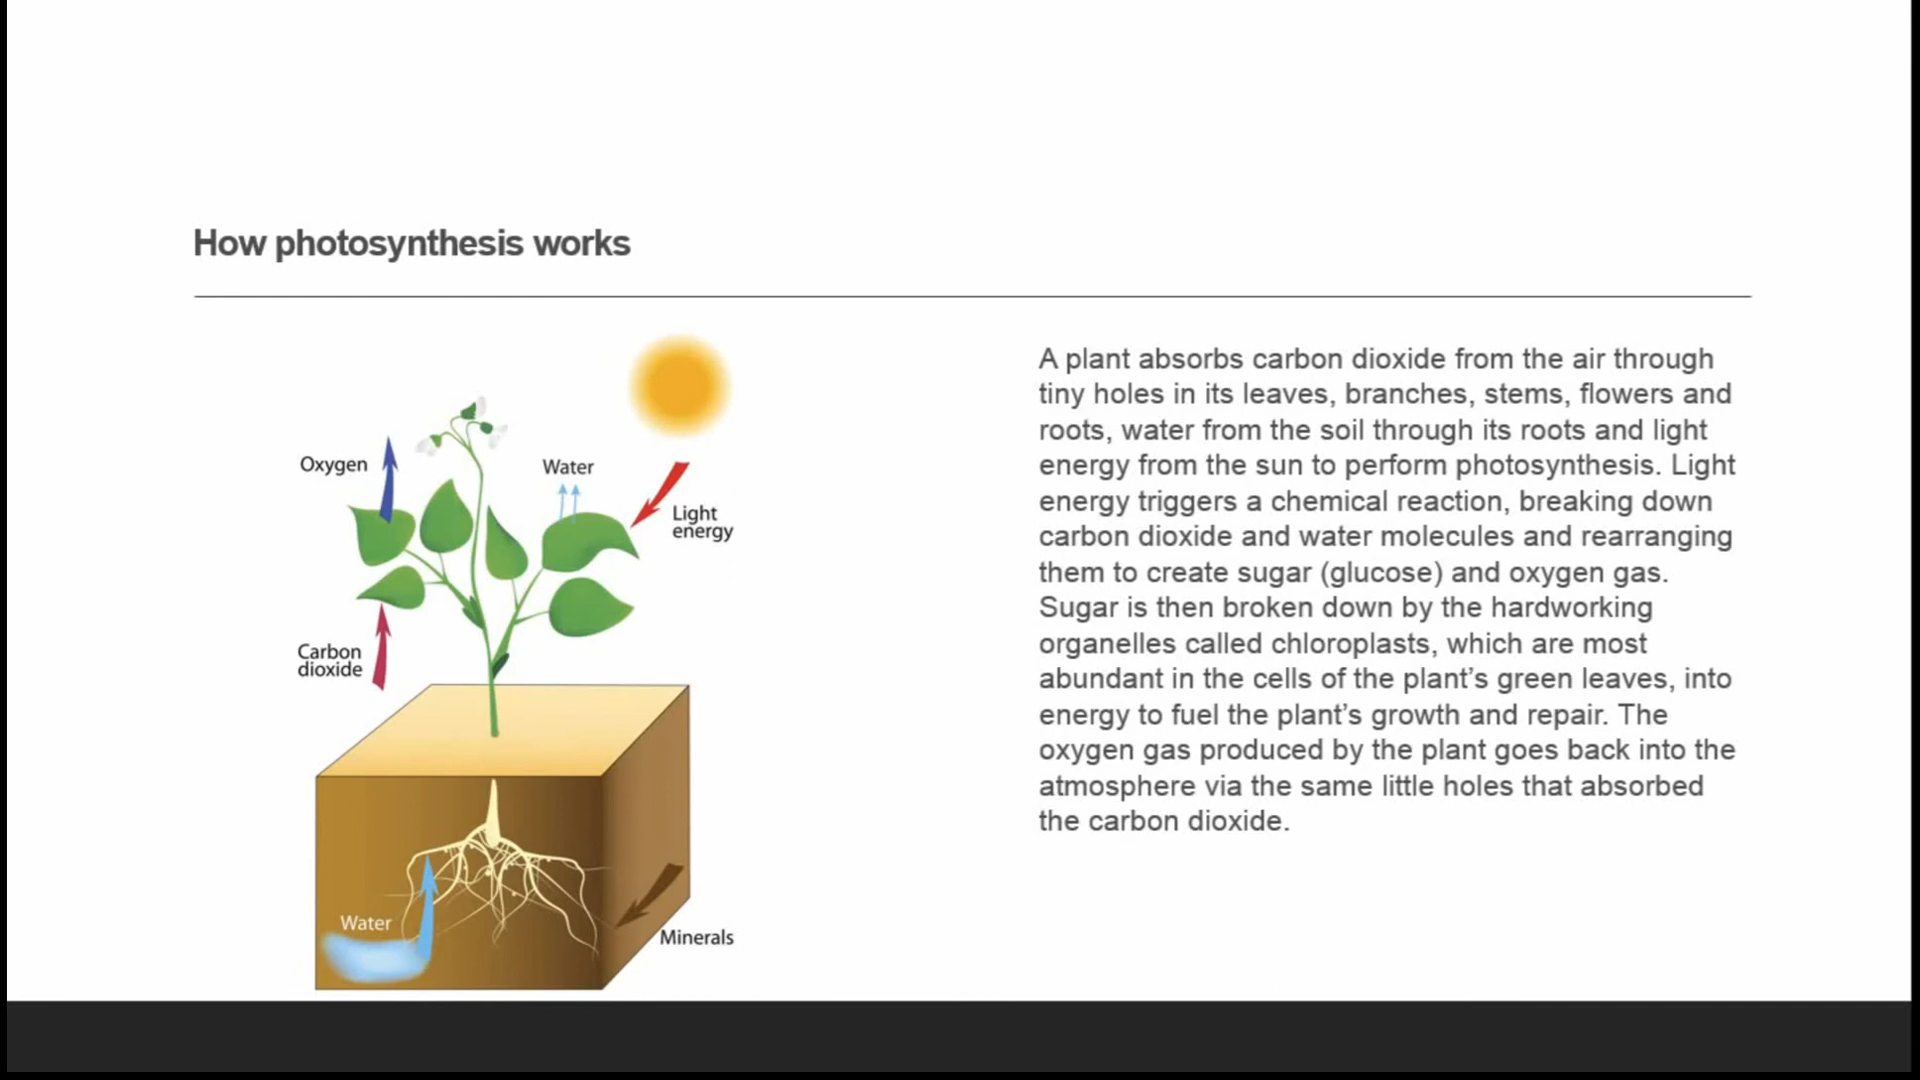 How photosynthesis works
Oxygen
Water
Light
energy
Carbon
dioxide
Water
Minerals
A plant absorbs carbon dioxide from the air through
tiny holes in its leaves, branches, stems, flowers and
roots, water from the soil through its roots and light
energy from the sun to perform photosynthesis. Light
energy triggers a chemical reaction, breaking down
carbon dioxide and water molecules and rearranging
them to create sugar (glucose) and oxygen gas.
Sugar is then broken down by the hardworking
organelles called chloroplasts, which are most
abundant in the cells of the plant’s green leaves, into
energy to fuel the plant’s growth and repair. The
oxygen gas produced by the plant goes back into the
atmosphere via the same little holes that absorbed
the carbon dioxide.